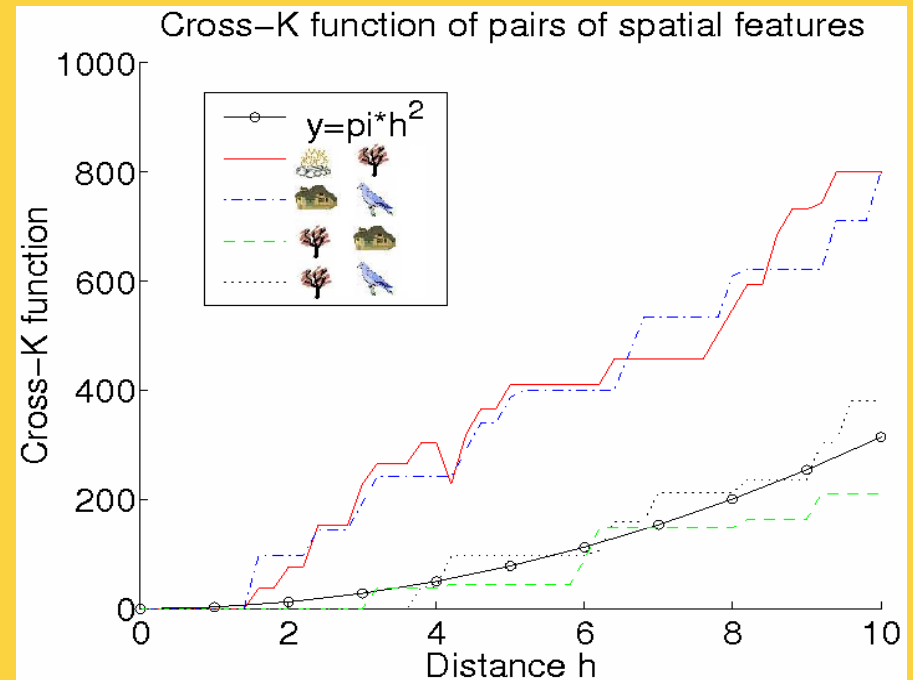 Cross-K function of pairs of spatial features
1000
800
600
400
200
0
Cross-K function
y=pi*h²
0 2 4 6 8 10
Distance h